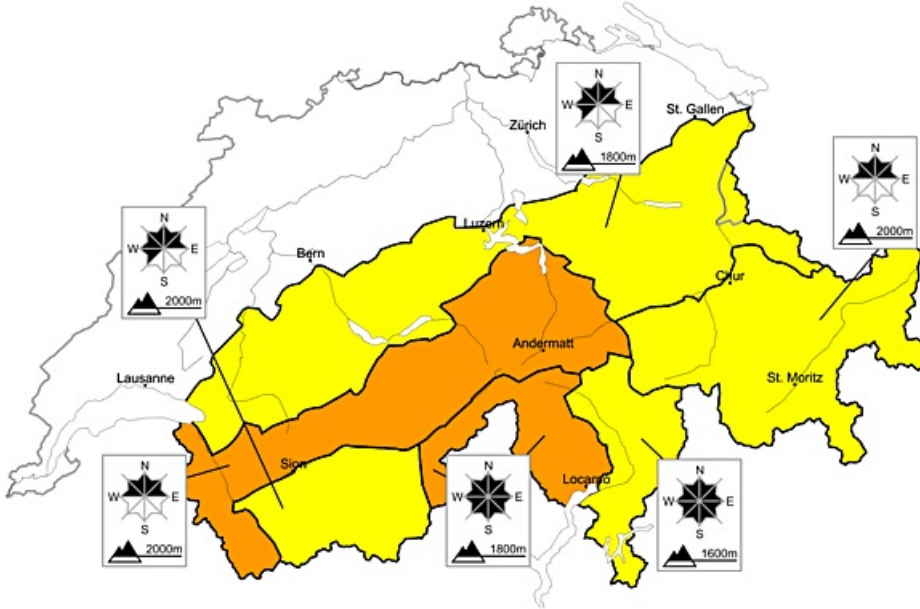 St. Gallen
Zürich
N
W E
S
1800m
N
W E
S
2000m
N
W E
S
2000m
Luzern
Bern
Chur
Andermatt
Lausanne
St. Moritz
Sion
Locarno
N
W E
S
2000m
N
W E
S
1800m
N
W E
S
1600m